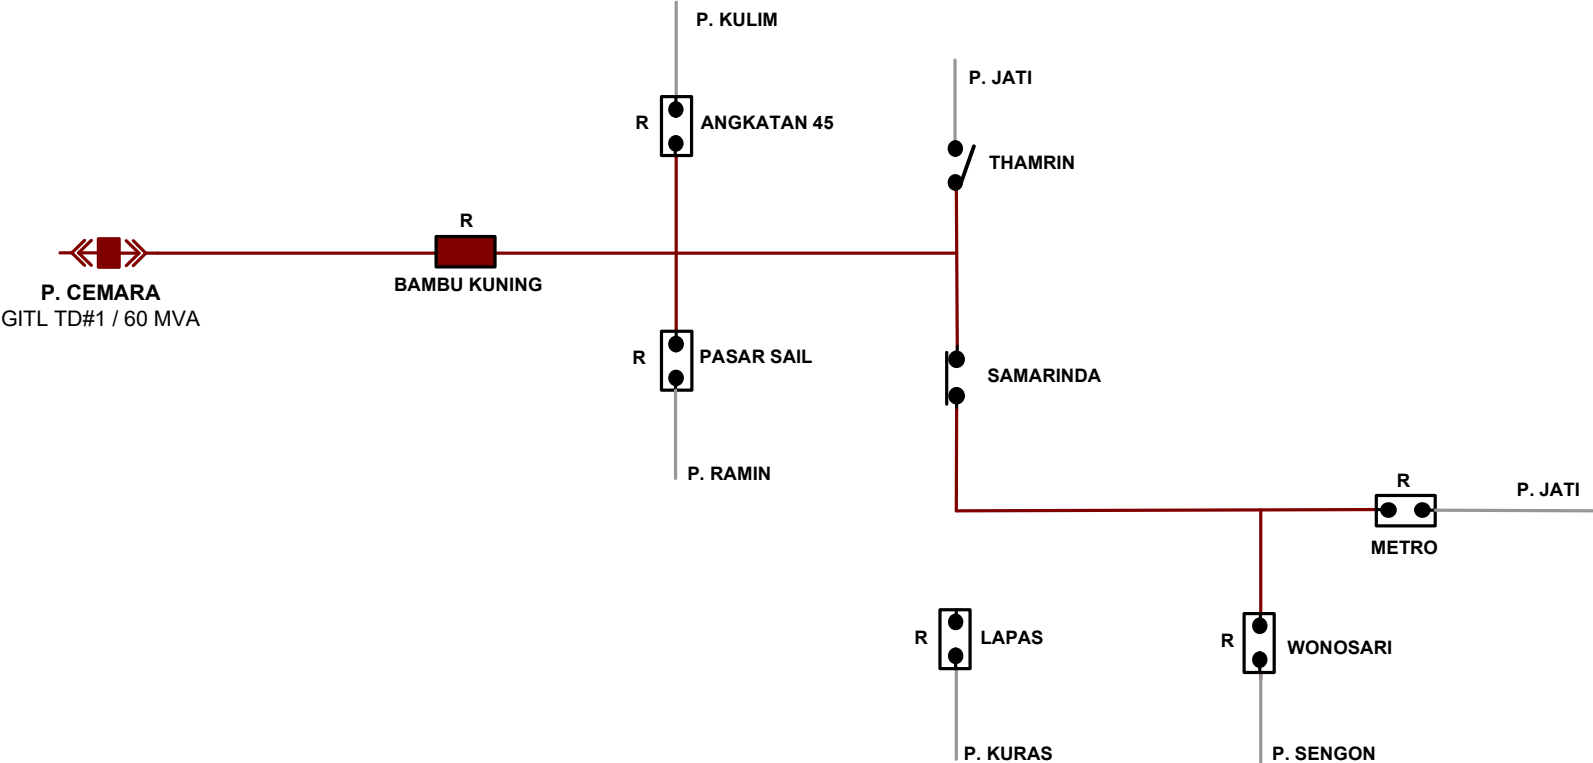 P. KULIM
P. JATI
R
ANGKATAN 45
THAMRIN
R
BAMBU KUNING
P. CEMARA
GITL TD#1 / 60 MVA
R
PASAR SAIL
SAMARINDA
P. RAMIN
R
P. JATI
METRO
R
LAPAS
R
WONOSARI
P. KURAS
P. SENGON